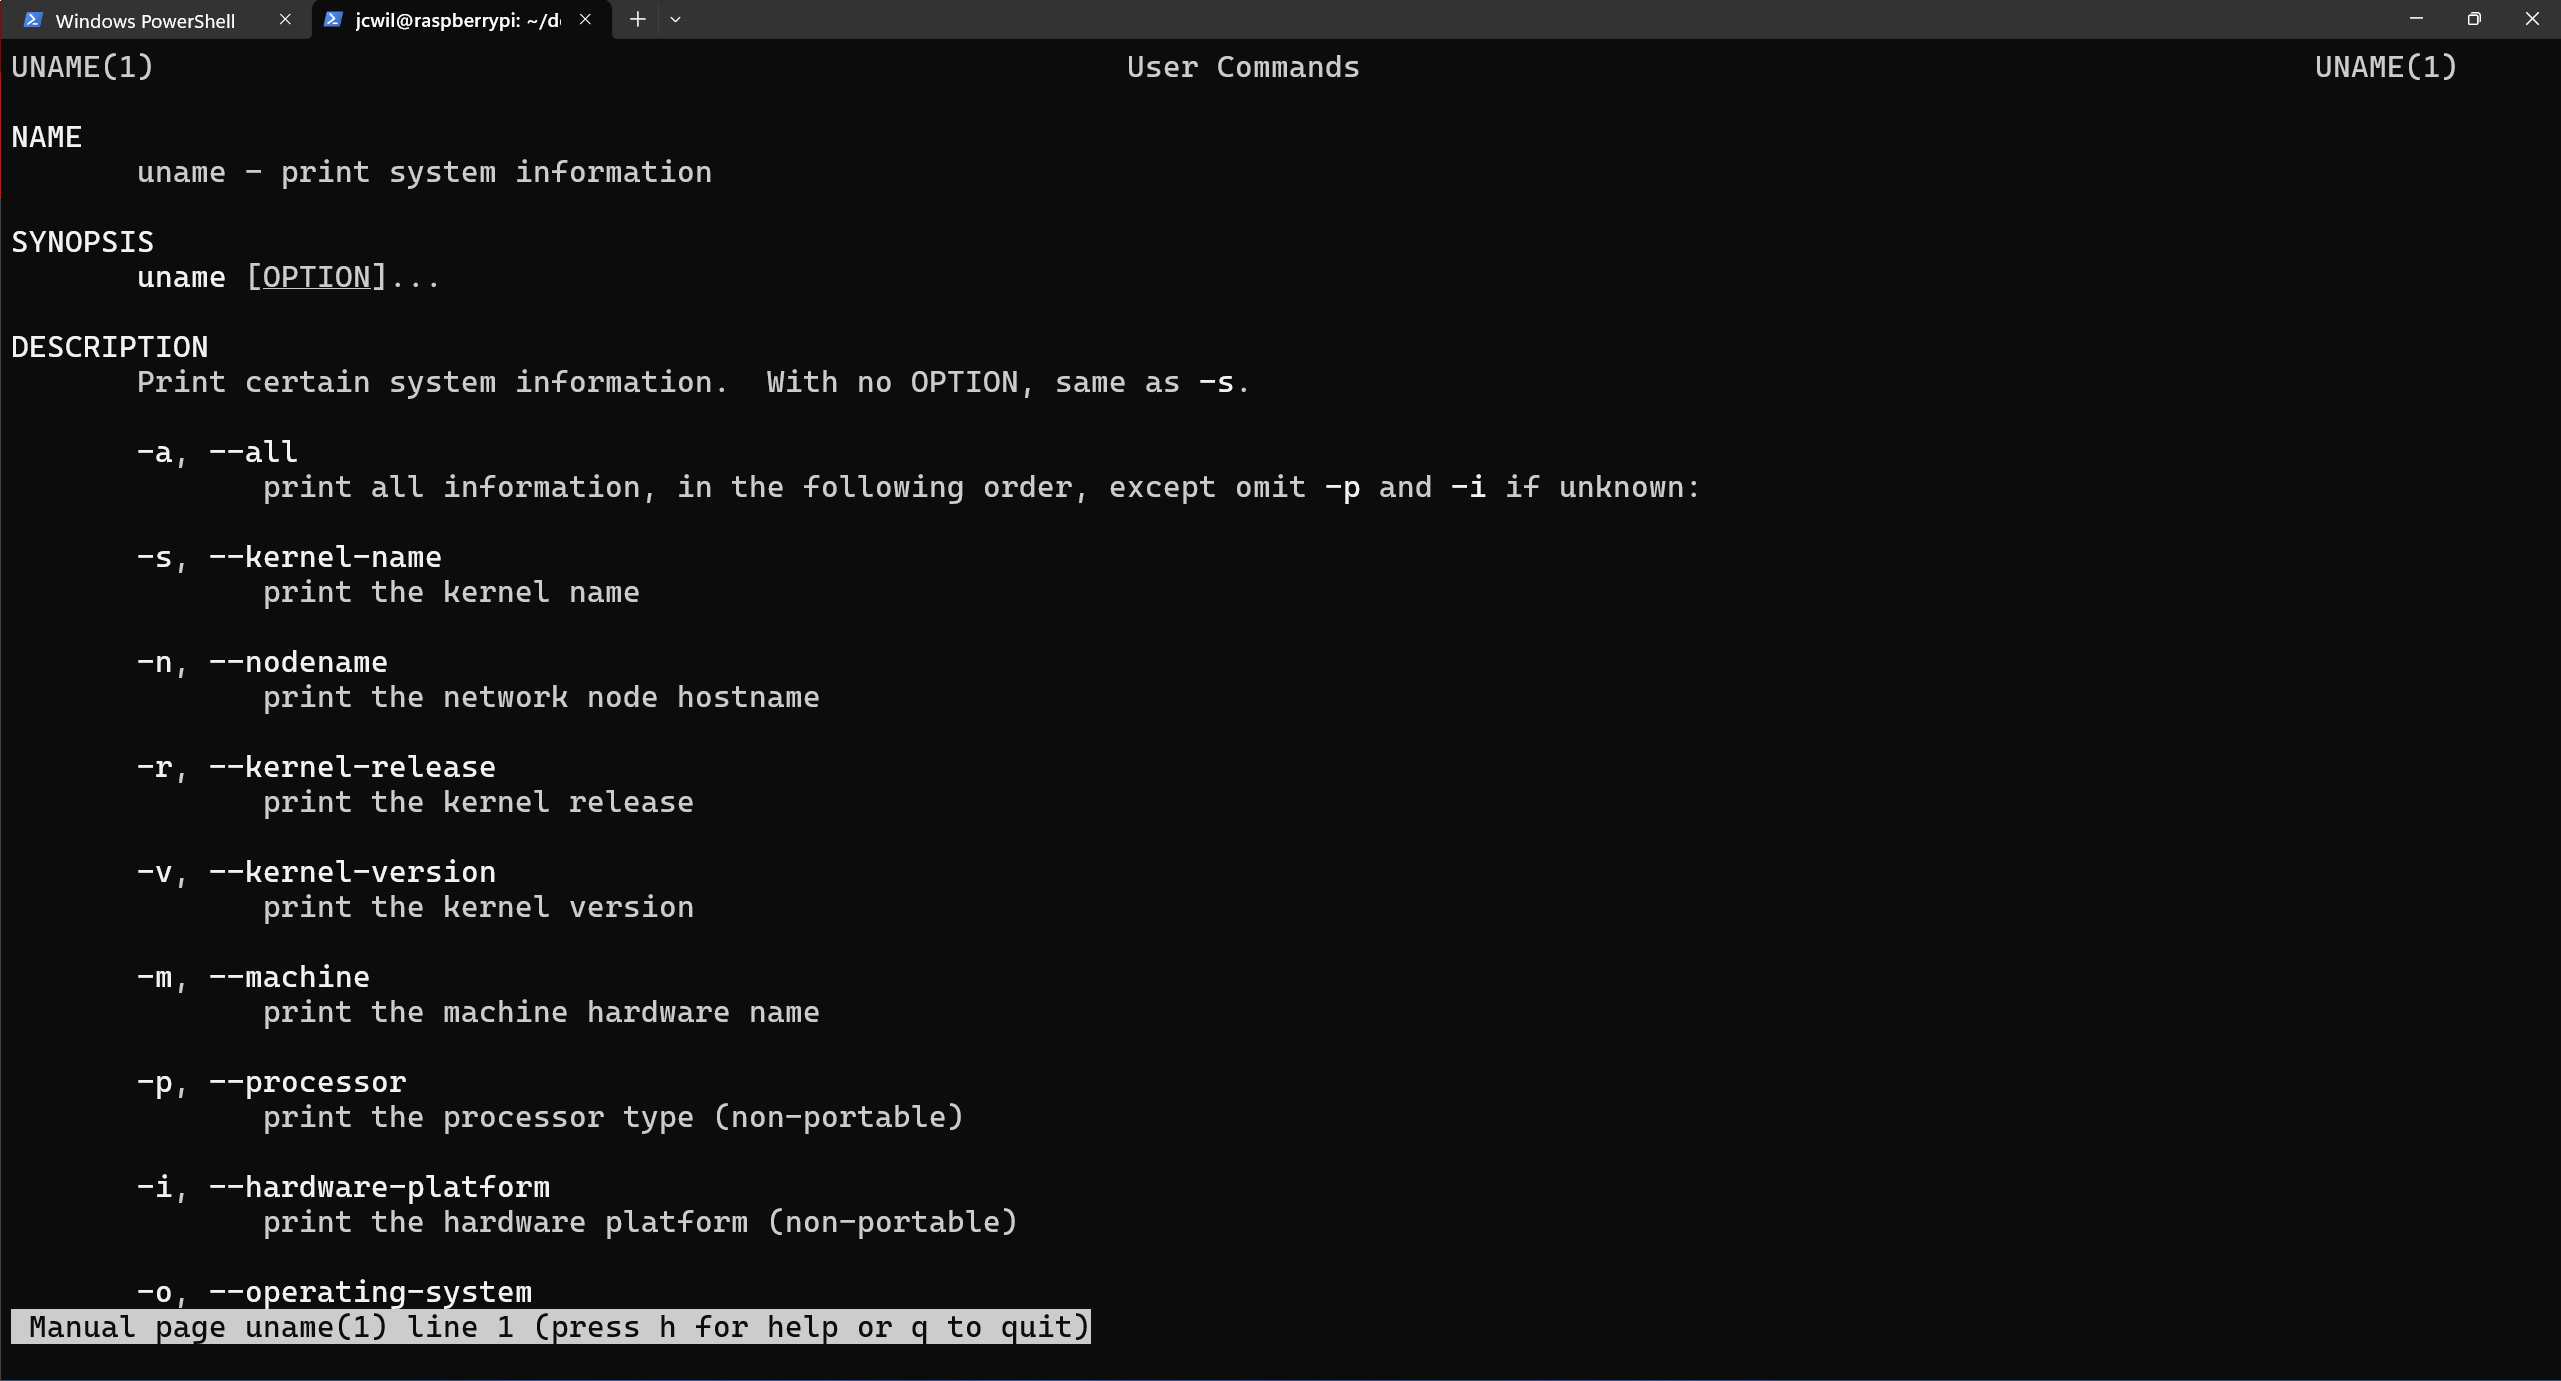 Windows PowerShell
jcwil@raspberrypi: ~/d
UNAME(1) User Commands UNAME(1)
NAME
uname - print system information
SYNOPSIS
uname [OPTION]...
DESCRIPTION
Print certain system information.  With no OPTION, same as -s.
-a, --all
print all information, in the following order, except omit -p and -i if unknown:
-s, --kernel-name
print the kernel name
-n, --nodename
print the network node hostname
-r, --kernel-release
print the kernel release
-v, --kernel-version
print the kernel version
-m, --machine
print the machine hardware name
-p, --processor
print the processor type (non-portable)
-i, --hardware-platform
print the hardware platform (non-portable)
-o, --operating-system
Manual page uname(1) line 1 (press h for help or q to quit)